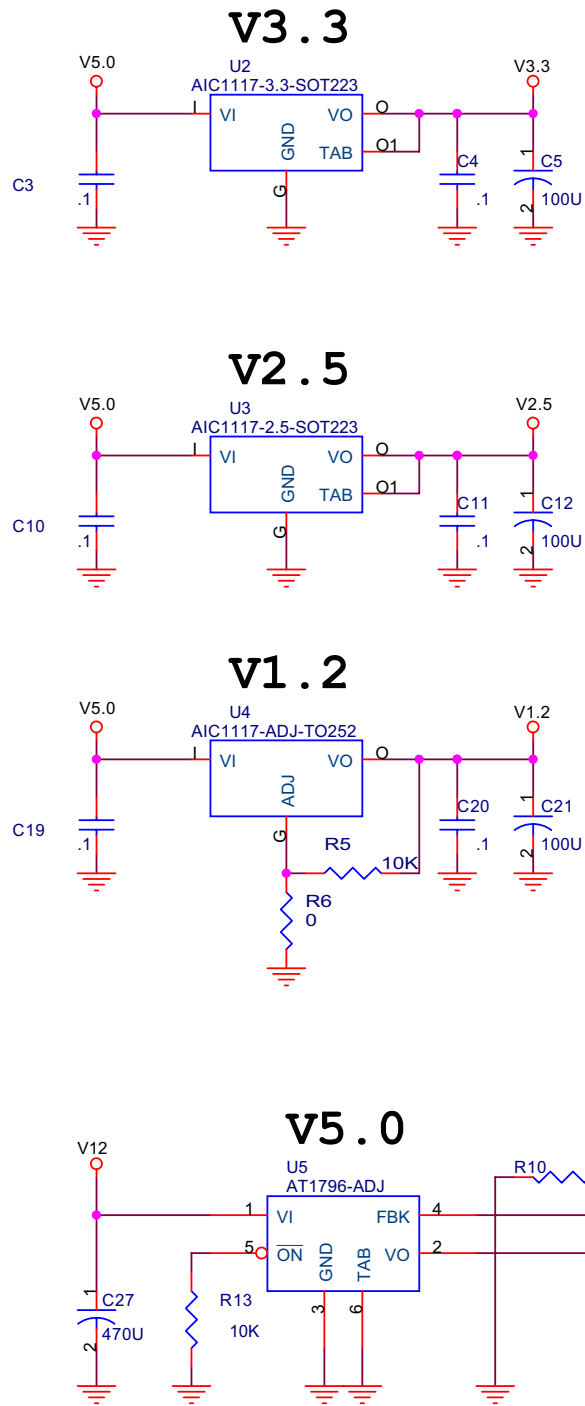 V3.3
V5.0
U2
AIC1117-3.3-SOT223
V3.3
I
VI
VO
O
GND
TAB
O1
G
C3
.1
C4
.1
1
C5
2
100U
V2.5
V5.0
U3
AIC1117-2.5-SOT223
V2.5
I
VI
VO
O
GND
TAB
O1
G
C10
.1
C11
.1
1
C12
2
100U
V1.2
V5.0
U4
AIC1117-ADJ-TO252
V1.2
I
VI
VO
O
ADJ
G
C19
.1
C20
.1
1
C21
2
100U
R5
10K
R6
0
V5.0
V12
U5
AT1796-ADJ
R10
1
VI
FBK
4
5
ON
VO
2
GND
TAB
3
6
1
C27
470U
2
R13
10K